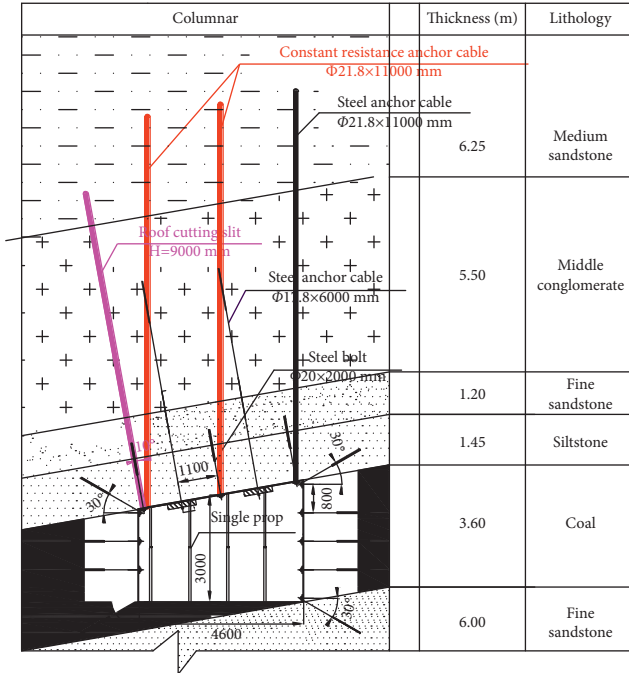 Columnar
Thickness (m)
Lithology
Constant resistance anchor cable
Φ21.8×11000 mm
Steel anchor cable
Φ21.8×11000 mm
6.25
Medium
sandstone
Roof cutting slit
H=9000 mm
Steel anchor cable
Φ17.8×6000 mm
5.50
Middle
conglomerate
Steel bolt
Φ20×2000 mm
1.20
Fine
sandstone
10°
1100
30°
1.45
Siltstone
30°
800
Single prop
3000
3.60
Coal
30°
4600
6.00
Fine
sandstone